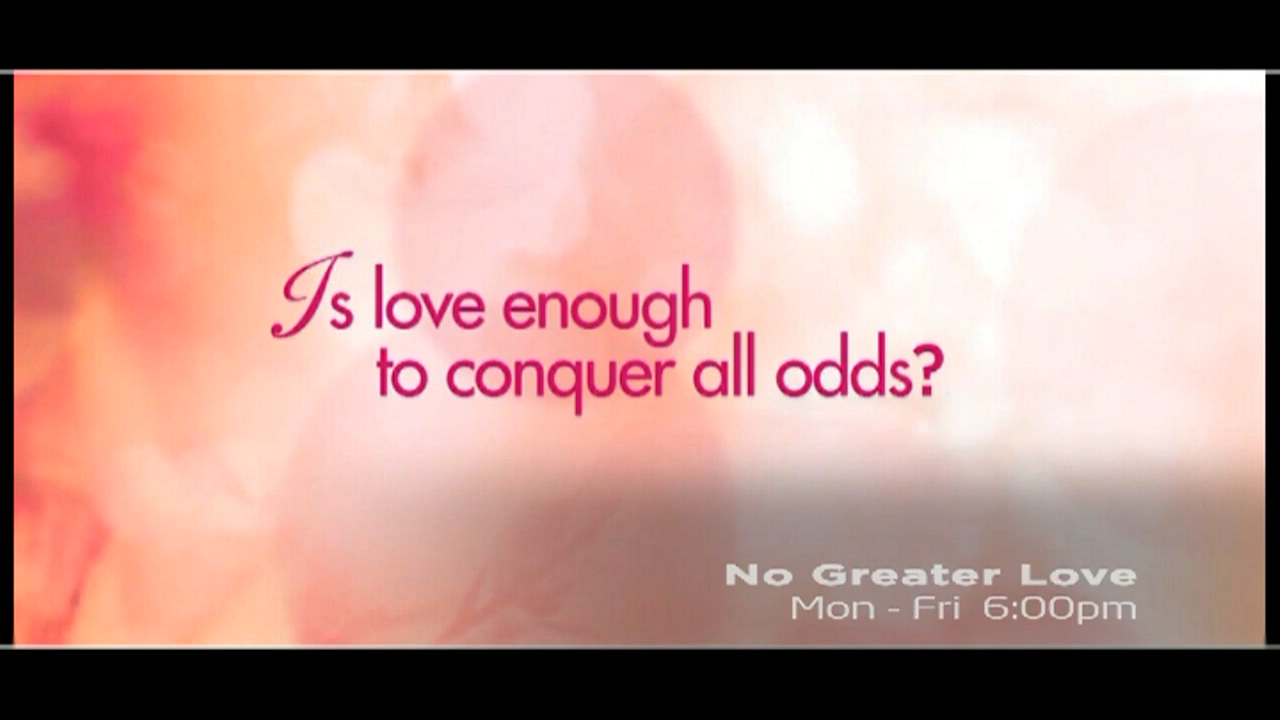 Is love enough
to conquer all odds?
No Greater Love
Mon - Fri 6:00pm